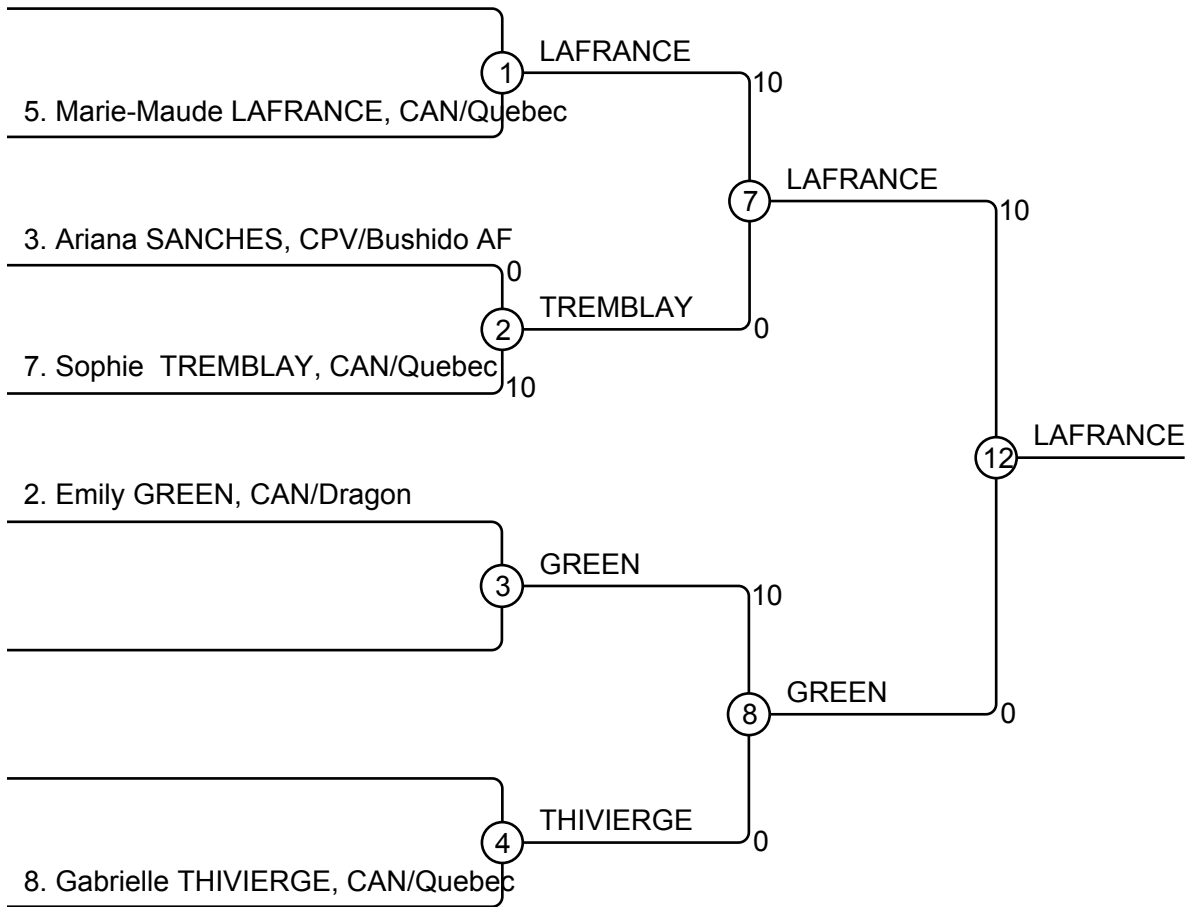 LAFRANCE
1
10
5. Marie-Maude LAFRANCE, CAN/Quebec
LAFRANCE
7
10
3. Ariana SANCHES, CPV/Bushido AF
0
TREMBLAY
2
0
7. Sophie  TREMBLAY, CAN/Quebec
10
LAFRANCE
12
2. Emily GREEN, CAN/Dragon
GREEN
3
10
GREEN
8
0
THIVIERGE
4
0
8. Gabrielle THIVIERGE, CAN/Quebec